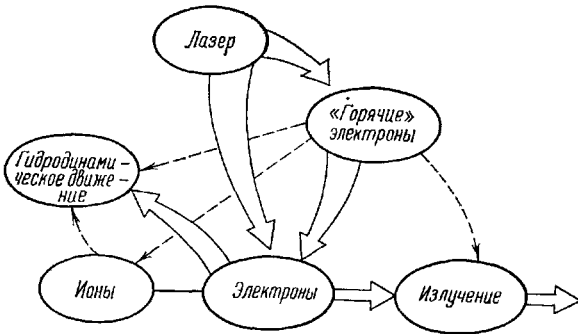 Лазер
«Горячие»
электроны
Гидродинами-
ческое движе-
ние
Ионы
Электроны
Излучение